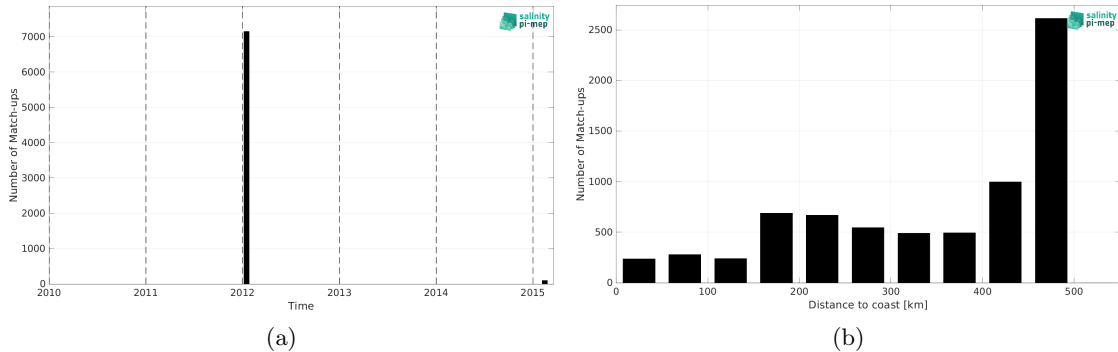 salinity
pi-mep
Number of Match-ups
7000
6000
5000
4000
3000
2000
1000
0
2010 2011 2012 2013 2014 2015
Time
(a)
salinity
pi-mep
Number of Match-ups
2500
2000
1500
1000
500
0
0 100 200 300 400 500
Distance to coast [km]
(b)